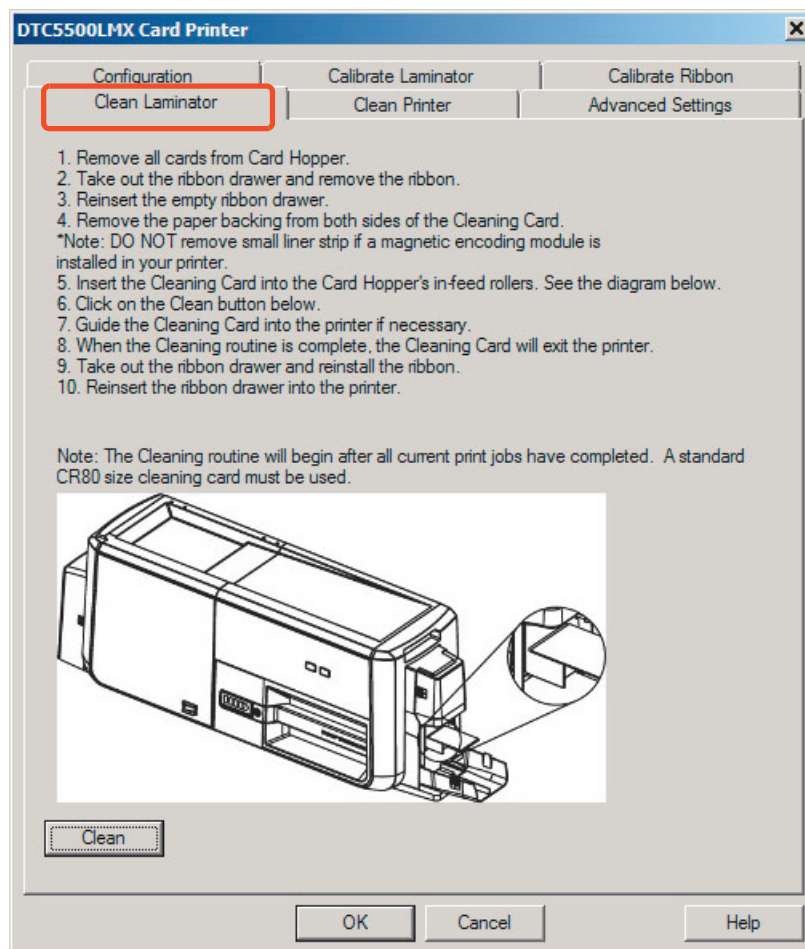 DTC5500LMX Card Printer
Configuration
Calibrate Laminator
Calibrate Ribbon
Clean Laminator
Clean Printer
Advanced Settings
1. Remove all cards from Card Hopper.
2. Take out the ribbon drawer and remove the ribbon.
3. Reinsert the empty ribbon drawer.
4. Remove the paper backing from both sides of the Cleaning Card.
*Note: DO NOT remove small liner strip if a magnetic encoding module is
installed in your printer.
5. Insert the Cleaning Card into the Card Hopper's in-feed rollers. See the diagram below.
6. Click on the Clean button below.
7. Guide the Cleaning Card into the printer if necessary.
8. When the Cleaning routine is complete, the Cleaning Card will exit the printer.
9. Take out the ribbon drawer and reinstall the ribbon.
10. Reinsert the ribbon drawer into the printer.
Note: The Cleaning routine will begin after all current print jobs have completed. A standard
CR80 size cleaning card must be used.
Clean
OK
Cancel
Help